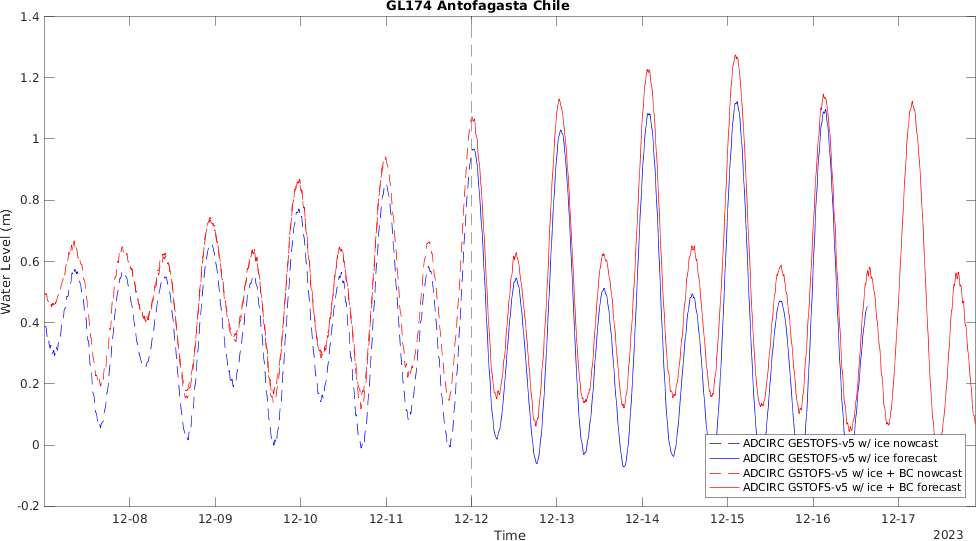 GL174 Antofagasta Chile
1.4
1.2
1
0.8
0.6
0.4
0.2
0
-0.2
Water Level (m)
ADCIRC GESTOFS-v5 w/ ice nowcast
ADCIRC GESTOFS-v5 w/ ice forecast
ADCIRC GSTOFS-v5 w/ ice + BC nowcast
ADCIRC GSTOFS-v5 w/ ice + BC forecast
12-08 12-09 12-10 12-11 12-12 12-13 12-14 12-15 12-16 12-17
Time
2023